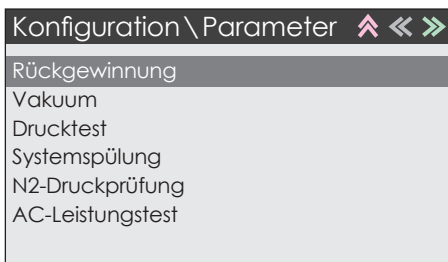 Konfiguration\Parameter
Rückgewinnung
Vakuum
Drucktest
Systemspülung
N2-Druckprüfung
AC-Leistungstest